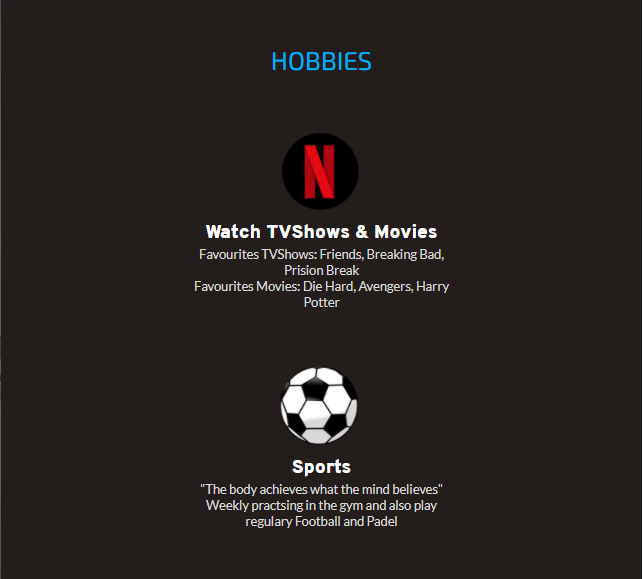 HOBBIES
N
Watch TVShows & Movies
Favourites TVShows: Friends, Breaking Bad,
Prision Break
Favourites Movies: Die Hard, Avengers, Harry
Potter
Sports
"The body achieves what the mind believes"
Weekly practsing in the gym and also play
regulary Football and Padel